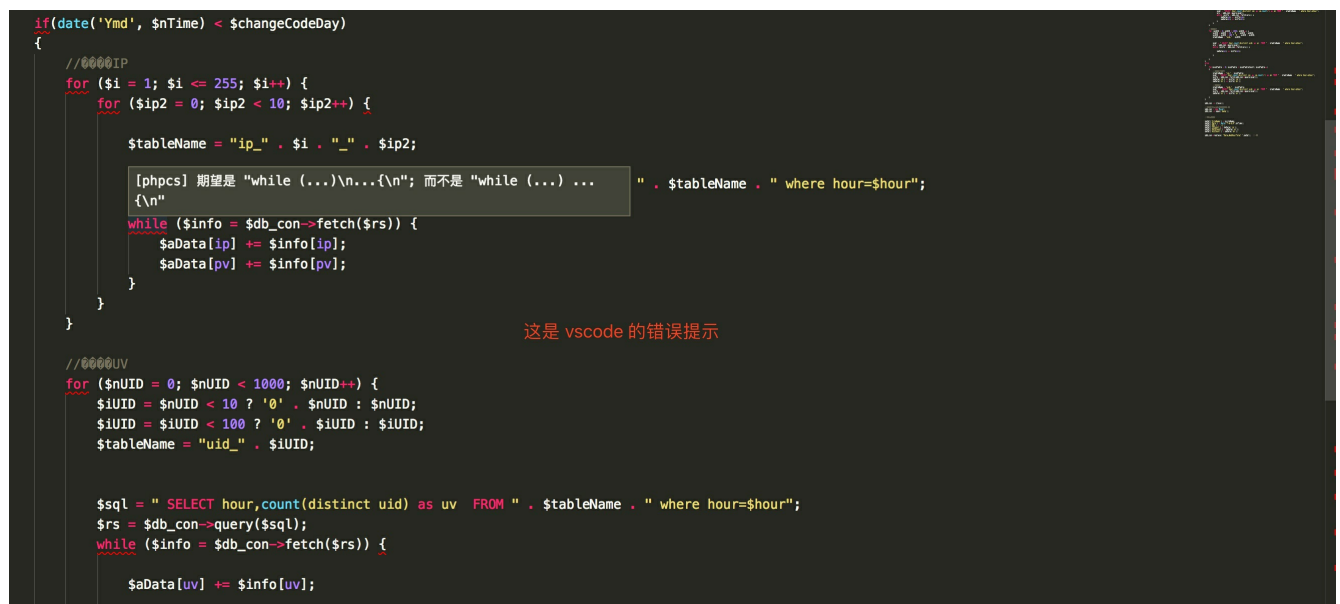 if(date('Ymd', $nTime) < $changeCodeDay)
{
//����IP
for ($i = 1; $i <= 255; $i++) {
for ($ip2 = 0; $ip2 < 10; $ip2++) {
$tableName = "ip_" . $i . "_" . $ip2;
[phpcs] 期望是 "while (...)\n...{\n"; 而不是 "while (...) ...
{\n"
" . $tableName . " where hour=$hour";
while ($info = $db_con->fetch($rs)) {
$aData[ip] += $info[ip];
$aData[pv] += $info[pv];
}
}
}
这是 vscode 的错误提示
//����UV
for ($nUID = 0; $nUID < 1000; $nUID++) {
$iUID = $nUID < 10 ? '0' . $nUID : $nUID;
$iUID = $iUID < 100 ? '0' . $iUID : $iUID;
$tableName = "uid_" . $iUID;
$sql = " SELECT hour,count(distinct uid) as uv  FROM " . $tableName . " where hour=$hour";
$rs = $db_con->query($sql);
while ($info = $db_con->fetch($rs)) {
$aData[uv] += $info[uv];